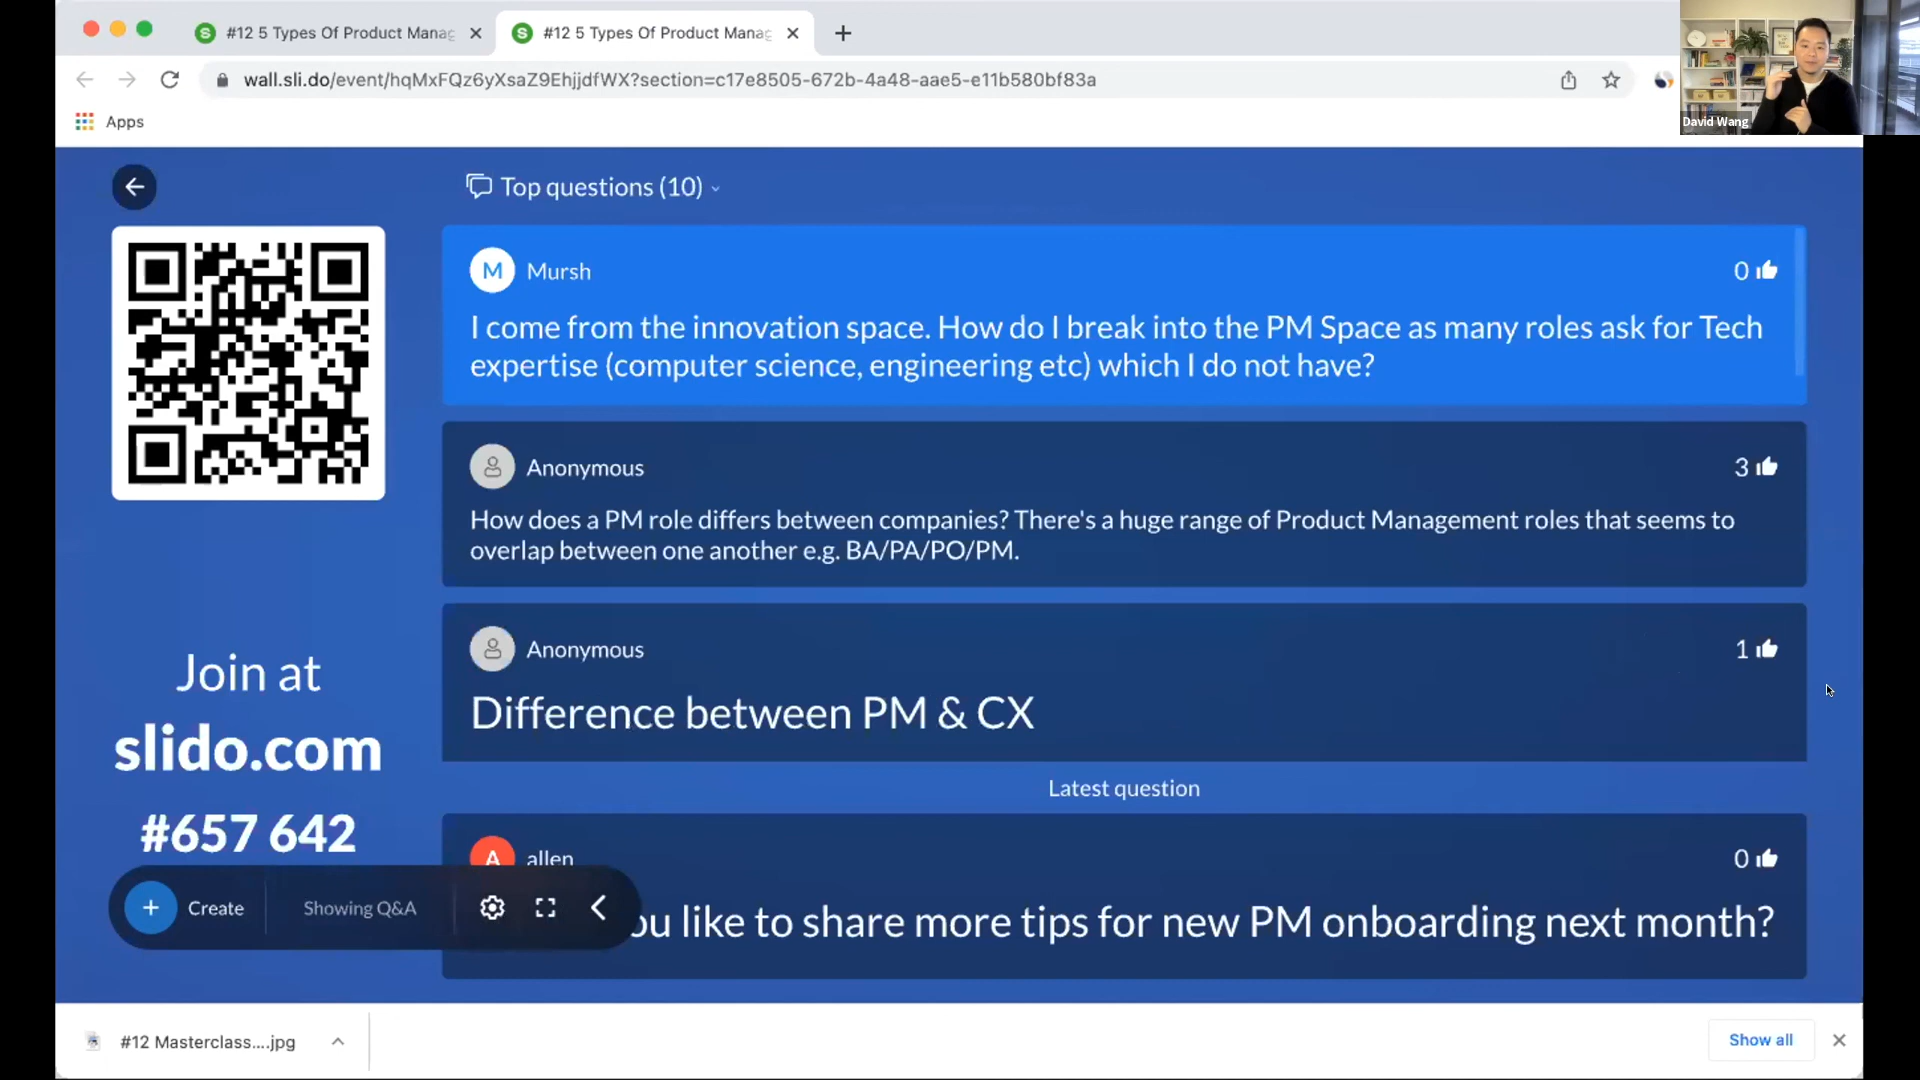 #12 5 Types Of Product Manag
#12 5 Types Of Product Manag
wall.sli.do/event/hqMxFQz6yXsaZ9EhjjdfWX?section=c17e8505-672b-4a48-aae5-e11b580bf83a
Apps
David Wang
Top questions (10)
M Mursh
0
I come from the innovation space. How do I break into the PM Space as many roles ask for Tech
expertise (computer science, engineering etc) which I do not have?
Anonymous
3
How does a PM role differs between companies? There's a huge range of Product Management roles that seems to
overlap between one another e.g. BA/PA/PO/PM.
Anonymous
1
Difference between PM & CX
Latest question
A allen
0
ou like to share more tips for new PM onboarding next month?
Join at
slido.com
#657 642
Create
Showing Q&A
#12 Masterclass....jpg
Show all